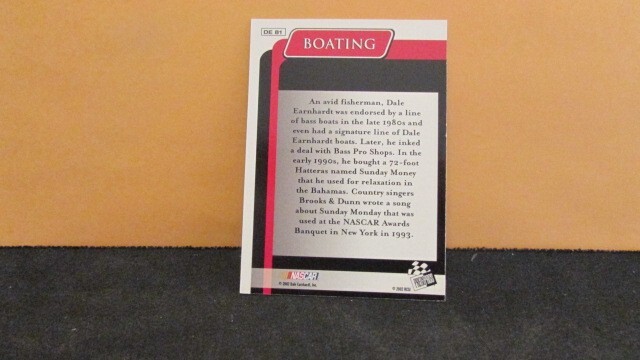 DE 81
BOATING
An avid fisherman, Dale
Earnhardt was endorsed by a line
of bass boats in the late 1980s and
even had a signature line of Dale
Earnhardt boats. Later, he inked
a deal with Bass Pro Shops. In the
early 1990s, he bought a 72-foot
Hatteras named Sunday Money
that he used for relaxation in
the Bahamas. Country singers
Brooks & Dunn wrote a song
about Sunday Monday that was
used at the NASCAR Awards
Banquet in New York in 1993.
NASCAR
PRESS PASS